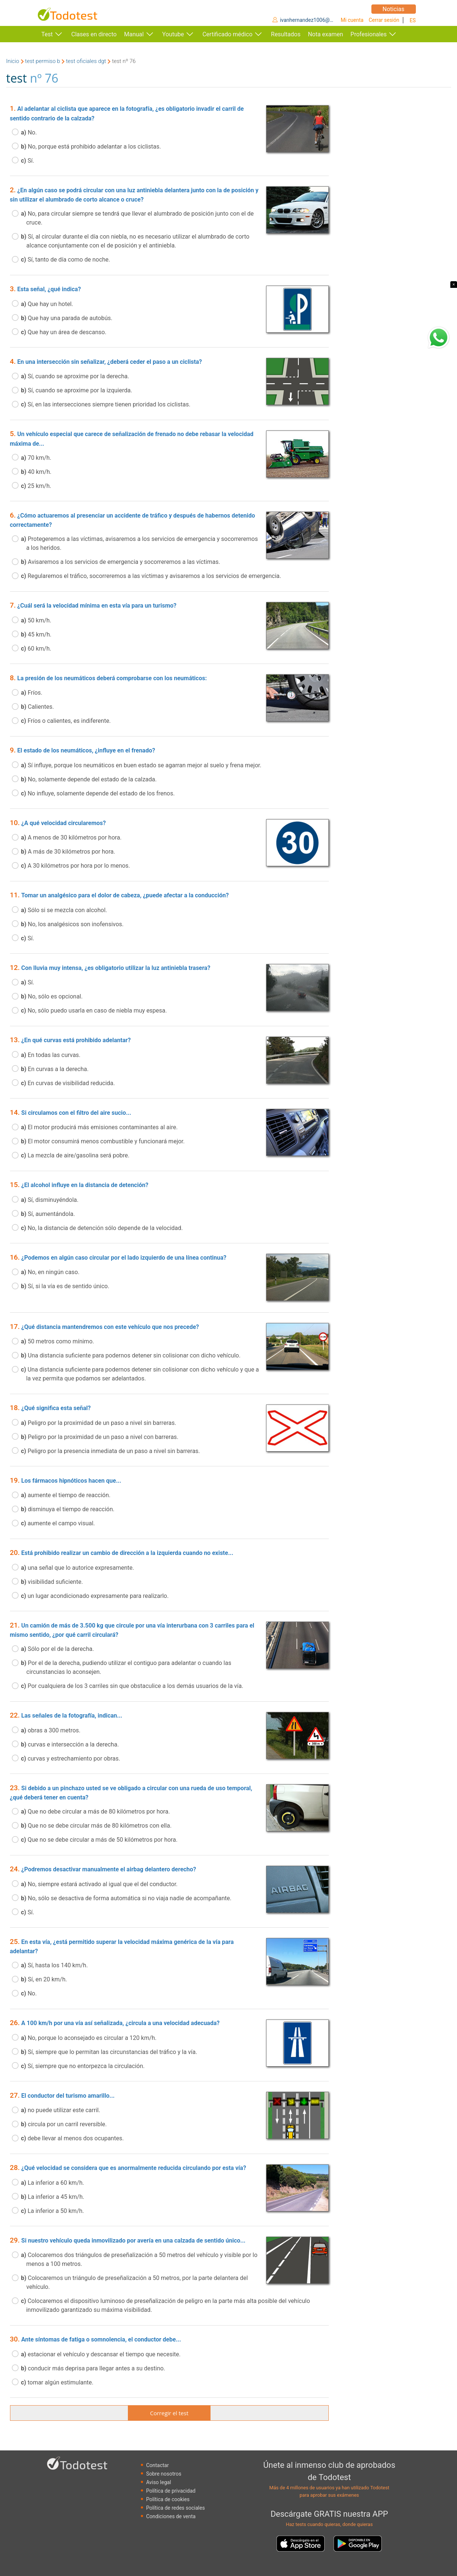 Todotest
Noticias
ivanhernandez1006@... Mi cuenta Cerrar sesión | ES
Test Clases en directo Manual Youtube Certificado médico Resultados Nota examen Profesionales
Inicio > test permiso b > test oficiales dgt > test nº 76
test nº 76
1. Al adelantar al ciclista que aparece en la fotografía, ¿es obligatorio invadir el carril de
sentido contrario de la calzada?
a) No.
b) No, porque está prohibido adelantar a los ciclistas.
c) Sí.
2. ¿En algún caso se podrá circular con una luz antiniebla delantera junto con la de posición y
sin utilizar el alumbrado de corto alcance o cruce?
a) No, para circular siempre se tendrá que llevar el alumbrado de posición junto con el de
cruce.
b) Sí, al circular durante el día con niebla, no es necesario utilizar el alumbrado de corto
alcance conjuntamente con el de posición y el antiniebla.
c) Sí, tanto de día como de noche.
3. Esta señal, ¿qué indica?
a) Que hay un hotel.
b) Que hay una parada de autobús.
c) Que hay un área de descanso.
4. En una intersección sin señalizar, ¿deberá ceder el paso a un ciclista?
a) Sí, cuando se aproxime por la derecha.
b) Sí, cuando se aproxime por la izquierda.
c) Sí, en las intersecciones siempre tienen prioridad los ciclistas.
5. Un vehículo especial que carece de señalización de frenado no debe rebasar la velocidad
máxima de...
a) 70 km/h.
b) 40 km/h.
c) 25 km/h.
6. ¿Cómo actuaremos al presenciar un accidente de tráfico y después de habernos detenido
correctamente?
a) Protegeremos a las víctimas, avisaremos a los servicios de emergencia y socorreremos
a los heridos.
b) Avisaremos a los servicios de emergencia y socorreremos a las víctimas.
c) Regularemos el tráfico, socorreremos a las víctimas y avisaremos a los servicios de emergencia.
7. ¿Cuál será la velocidad mínima en esta vía para un turismo?
a) 50 km/h.
b) 45 km/h.
c) 60 km/h.
8. La presión de los neumáticos deberá comprobarse con los neumáticos:
a) Fríos.
b) Calientes.
c) Fríos o calientes, es indiferente.
9. El estado de los neumáticos, ¿influye en el frenado?
a) Sí influye, porque los neumáticos en buen estado se agarran mejor al suelo y frena mejor.
b) No, solamente depende del estado de la calzada.
c) No influye, solamente depende del estado de los frenos.
10. ¿A qué velocidad circularemos?
30
a) A menos de 30 kilómetros por hora.
b) A más de 30 kilómetros por hora.
c) A 30 kilómetros por hora por lo menos.
11. Tomar un analgésico para el dolor de cabeza, ¿puede afectar a la conducción?
a) Sólo si se mezcla con alcohol.
b) No, los analgésicos son inofensivos.
c) Sí.
12. Con lluvia muy intensa, ¿es obligatorio utilizar la luz antiniebla trasera?
a) Sí.
b) No, sólo es opcional.
c) No, sólo puedo usarla en caso de niebla muy espesa.
13. ¿En qué curvas está prohibido adelantar?
a) En todas las curvas.
b) En curvas a la derecha.
c) En curvas de visibilidad reducida.
14. Si circulamos con el filtro del aire sucio...
a) El motor producirá más emisiones contaminantes al aire.
b) El motor consumirá menos combustible y funcionará mejor.
c) La mezcla de aire/gasolina será pobre.
15. ¿El alcohol influye en la distancia de detención?
a) Sí, disminuyéndola.
b) Sí, aumentándola.
c) No, la distancia de detención sólo depende de la velocidad.
16. ¿Podemos en algún caso circular por el lado izquierdo de una línea continua?
a) No, en ningún caso.
b) Sí, si la vía es de sentido único.
17. ¿Qué distancia mantendremos con este vehículo que nos precede?
a) 50 metros como mínimo.
b) Una distancia suficiente para podernos detener sin colisionar con dicho vehículo.
c) Una distancia suficiente para podernos detener sin colisionar con dicho vehículo y que a
la vez permita que podamos ser adelantados.
18. ¿Qué significa esta señal?
a) Peligro por la proximidad de un paso a nivel sin barreras.
b) Peligro por la proximidad de un paso a nivel con barreras.
c) Peligro por la presencia inmediata de un paso a nivel sin barreras.
19. Los fármacos hipnóticos hacen que...
a) aumente el tiempo de reacción.
b) disminuya el tiempo de reacción.
c) aumente el campo visual.
20. Está prohibido realizar un cambio de dirección a la izquierda cuando no existe...
a) una señal que lo autorice expresamente.
b) visibilidad suficiente.
c) un lugar acondicionado expresamente para realizarlo.
21. Un camión de más de 3.500 kg que circule por una vía interurbana con 3 carriles para el
mismo sentido, ¿por qué carril circulará?
a) Sólo por el de la derecha.
b) Por el de la derecha, pudiendo utilizar el contiguo para adelantar o cuando las
circunstancias lo aconsejen.
c) Por cualquiera de los 3 carriles sin que obstaculice a los demás usuarios de la vía.
22. Las señales de la fotografía, indican...
a) obras a 300 metros.
b) curvas e intersección a la derecha.
c) curvas y estrechamiento por obras.
23. Si debido a un pinchazo usted se ve obligado a circular con una rueda de uso temporal,
¿qué deberá tener en cuenta?
a) Que no debe circular a más de 80 kilómetros por hora.
b) Que no se debe circular más de 80 kilómetros con ella.
c) Que no se debe circular a más de 50 kilómetros por hora.
24. ¿Podremos desactivar manualmente el airbag delantero derecho?
AIRBAG
a) No, siempre estará activado al igual que el del conductor.
b) No, sólo se desactiva de forma automática si no viaja nadie de acompañante.
c) Sí.
25. En esta vía, ¿está permitido superar la velocidad máxima genérica de la vía para
adelantar?
a) Sí, hasta los 140 km/h.
b) Sí, en 20 km/h.
c) No.
26. A 100 km/h por una vía así señalizada, ¿circula a una velocidad adecuada?
a) No, porque lo aconsejado es circular a 120 km/h.
b) Sí, siempre que lo permitan las circunstancias del tráfico y la vía.
c) Sí, siempre que no entorpezca la circulación.
27. El conductor del turismo amarillo...
a) no puede utilizar este carril.
b) circula por un carril reversible.
c) debe llevar al menos dos ocupantes.
28. ¿Qué velocidad se considera que es anormalmente reducida circulando por esta vía?
a) La inferior a 60 km/h.
b) La inferior a 45 km/h.
c) La inferior a 50 km/h.
29. Si nuestro vehículo queda inmovilizado por avería en una calzada de sentido único...
a) Colocaremos dos triángulos de preseñalización a 50 metros del vehículo y visible por lo
menos a 100 metros.
b) Colocaremos un triángulo de preseñalización a 50 metros, por la parte delantera del
vehículo.
c) Colocaremos el dispositivo luminoso de preseñalización de peligro en la parte más alta posible del vehículo
inmovilizado garantizado su máxima visibilidad.
30. Ante síntomas de fatiga o somnolencia, el conductor debe...
a) estacionar el vehículo y descansar el tiempo que necesite.
b) conducir más deprisa para llegar antes a su destino.
c) tomar algún estimulante.
Corregir el test
Todotest
Contactar
Sobre nosotros
Aviso legal
Política de privacidad
Política de cookies
Política de redes sociales
Condiciones de venta
Únete al inmenso club de aprobados
de Todotest
Más de 4 millones de usuarios ya han utilizado Todotest
para aprobar sus exámenes
Descárgate GRATIS nuestra APP
Haz tests cuando quieras, donde quieras
Descárgalo en el
App Store
DISPONIBLE EN
Google Play